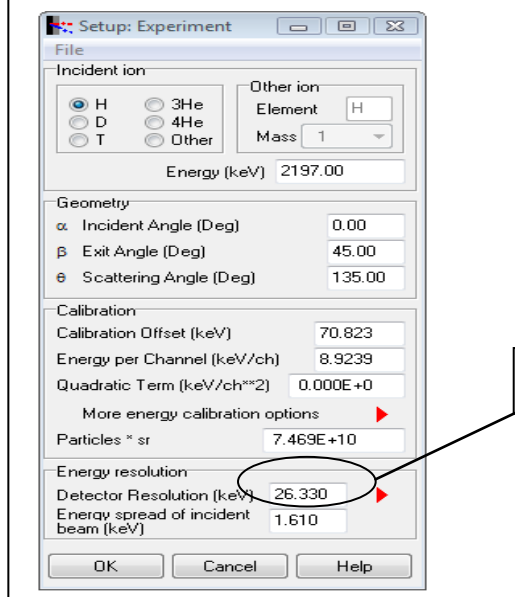 Setup: Experiment
File
Incident ion
H 3He
D 4He
T Other
Other ion
Element H
Mass 1
Energy (keV) 2197.00
Geometry
α Incident Angle (Deg) 0.00
β Exit Angle (Deg) 45.00
θ Scattering Angle (Deg) 135.00
Calibration
Calibration Offset (keV) 70.823
Energy per Channel (keV/ch) 8.9239
Quadratic Term (keV/ch**2) 0.000E+0
More energy calibration options
Particles * sr 7.469E+10
Energy resolution
Detector Resolution (keV) 26.330
Energy spread of incident
beam (keV) 1.610
OK Cancel Help